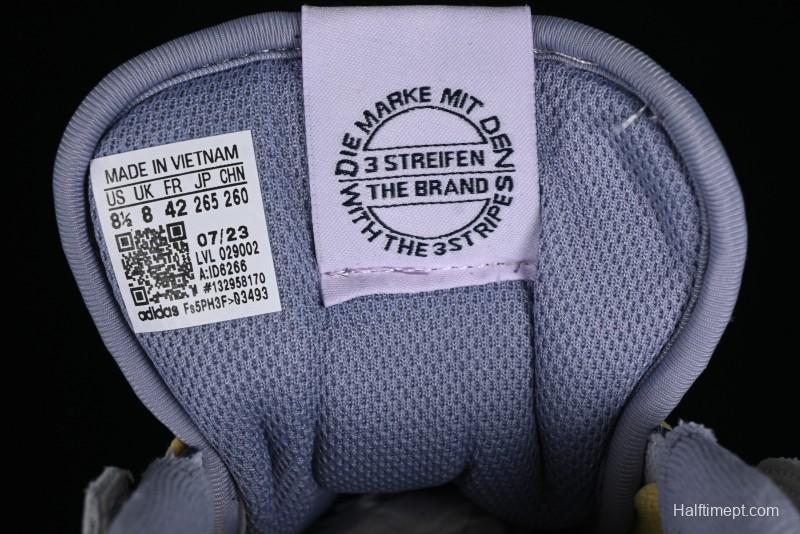 MADE IN VIETNAM
US UK FR JP CHN
8½ 8 42 265 260
07/23
LVL 029002
A:ID6266
#132958170
adidas Fs5PH3F>03493
DIE MARKE MIT DEN
3 STREIFEN
THE BRAND
WITH THE 3 STRIPES
Halftimept.com